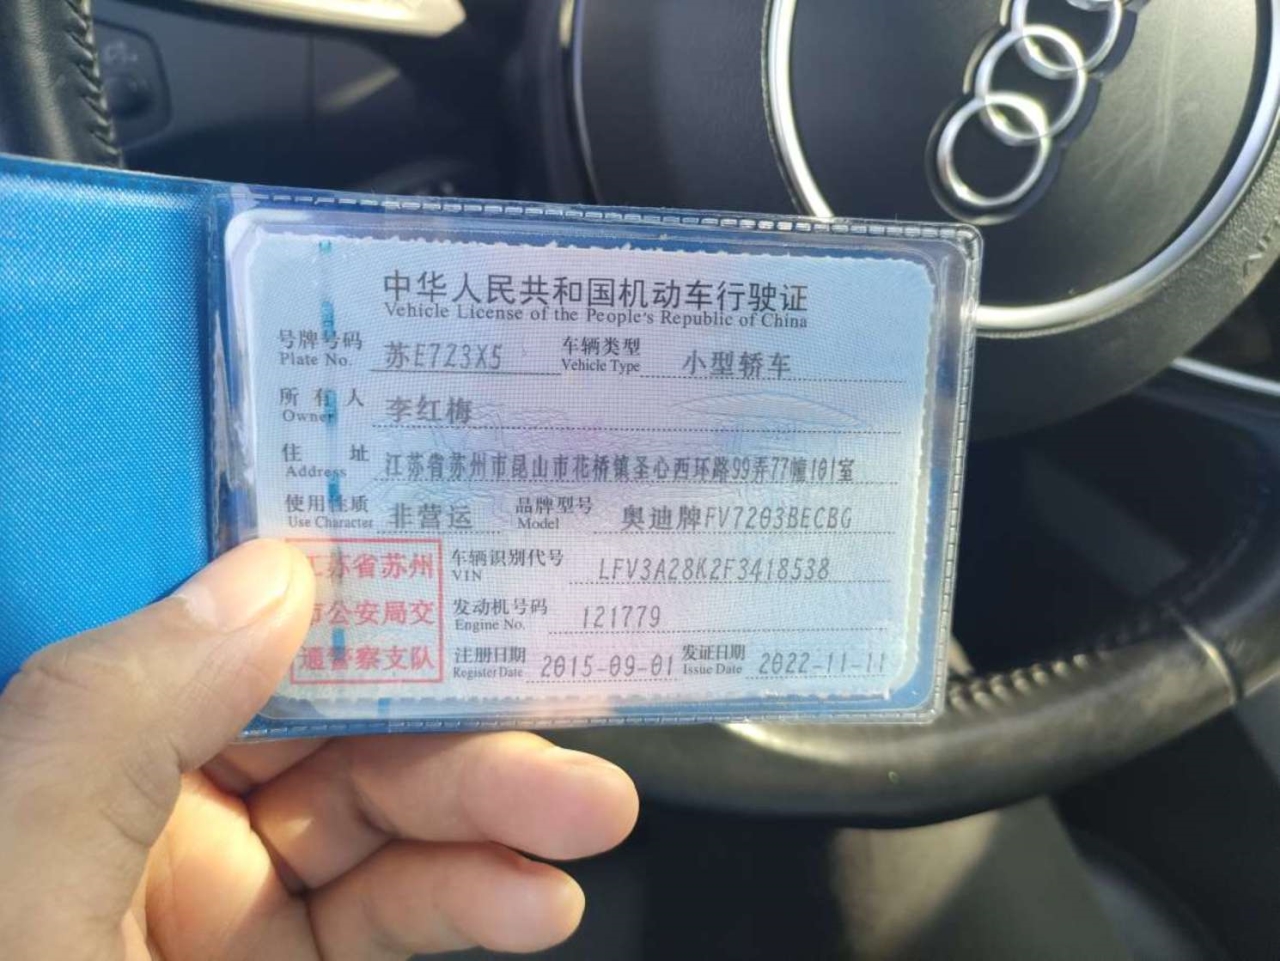 中华人民共和国机动车行驶证
Vehicle License of the People's Republic of China
号牌号码 苏E7Z3X5 车辆类型 小型轿车
Plate No. Vehicle Type
所有人 李红梅
Owner
住址 江苏省苏州市昆山市花桥镇圣心西环路99弄77幢101室
Address
使用性质 非营运 品牌型号 奥迪牌FV7203BECBG
Use Character Model
江苏省苏州 车辆识别代号 LFV3A28K2F3418538
VIN
市公安局交 发动机号码 121779
Engine No.
通警察支队 注册日期 2015-09-01 发证日期 2022-11-11
Register Date Issue Date